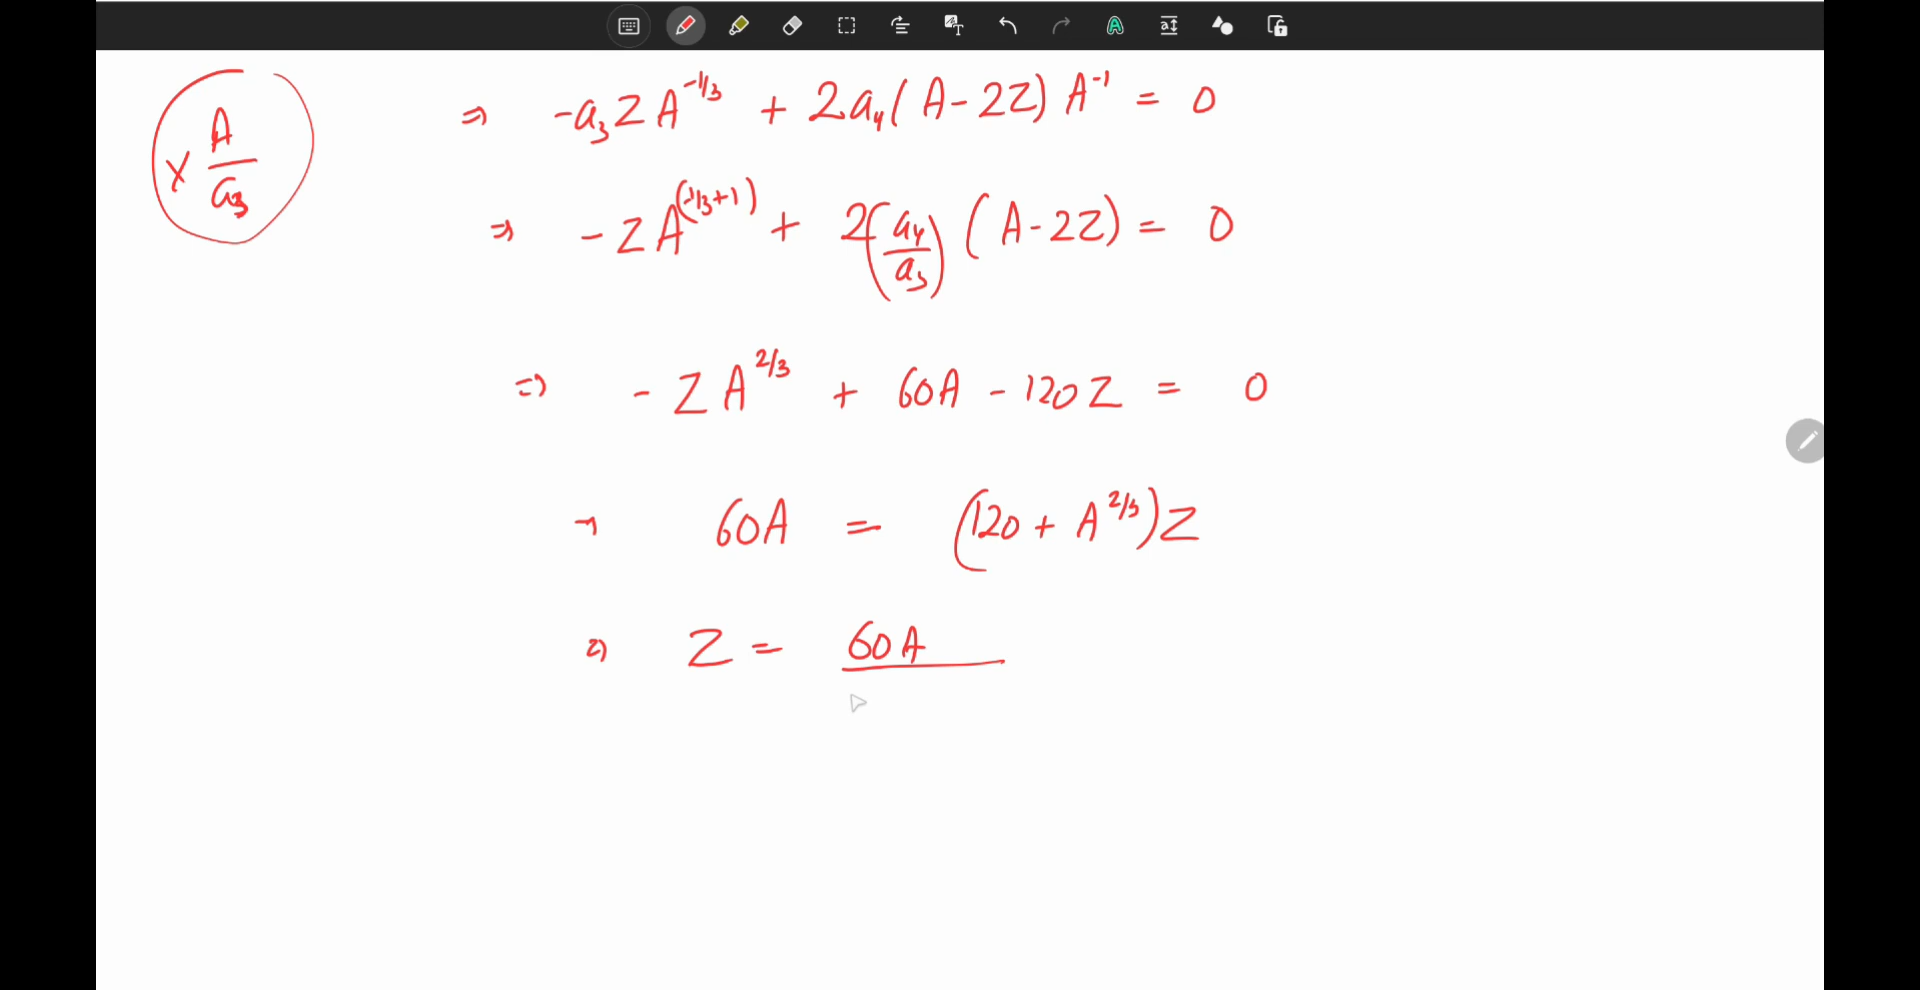 × A/a₃
⇒ -a₃ZA^(-1/3) + 2a₄(A-2Z)A^(-1) = 0
⇒ -ZA^(-1/3+1) + 2(a₄/a₃)(A-2Z) = 0
⇒ -ZA^(2/3) + 60A - 120Z = 0
⇒ 60A = (120 + A^(2/3))Z
⇒ Z = 60A